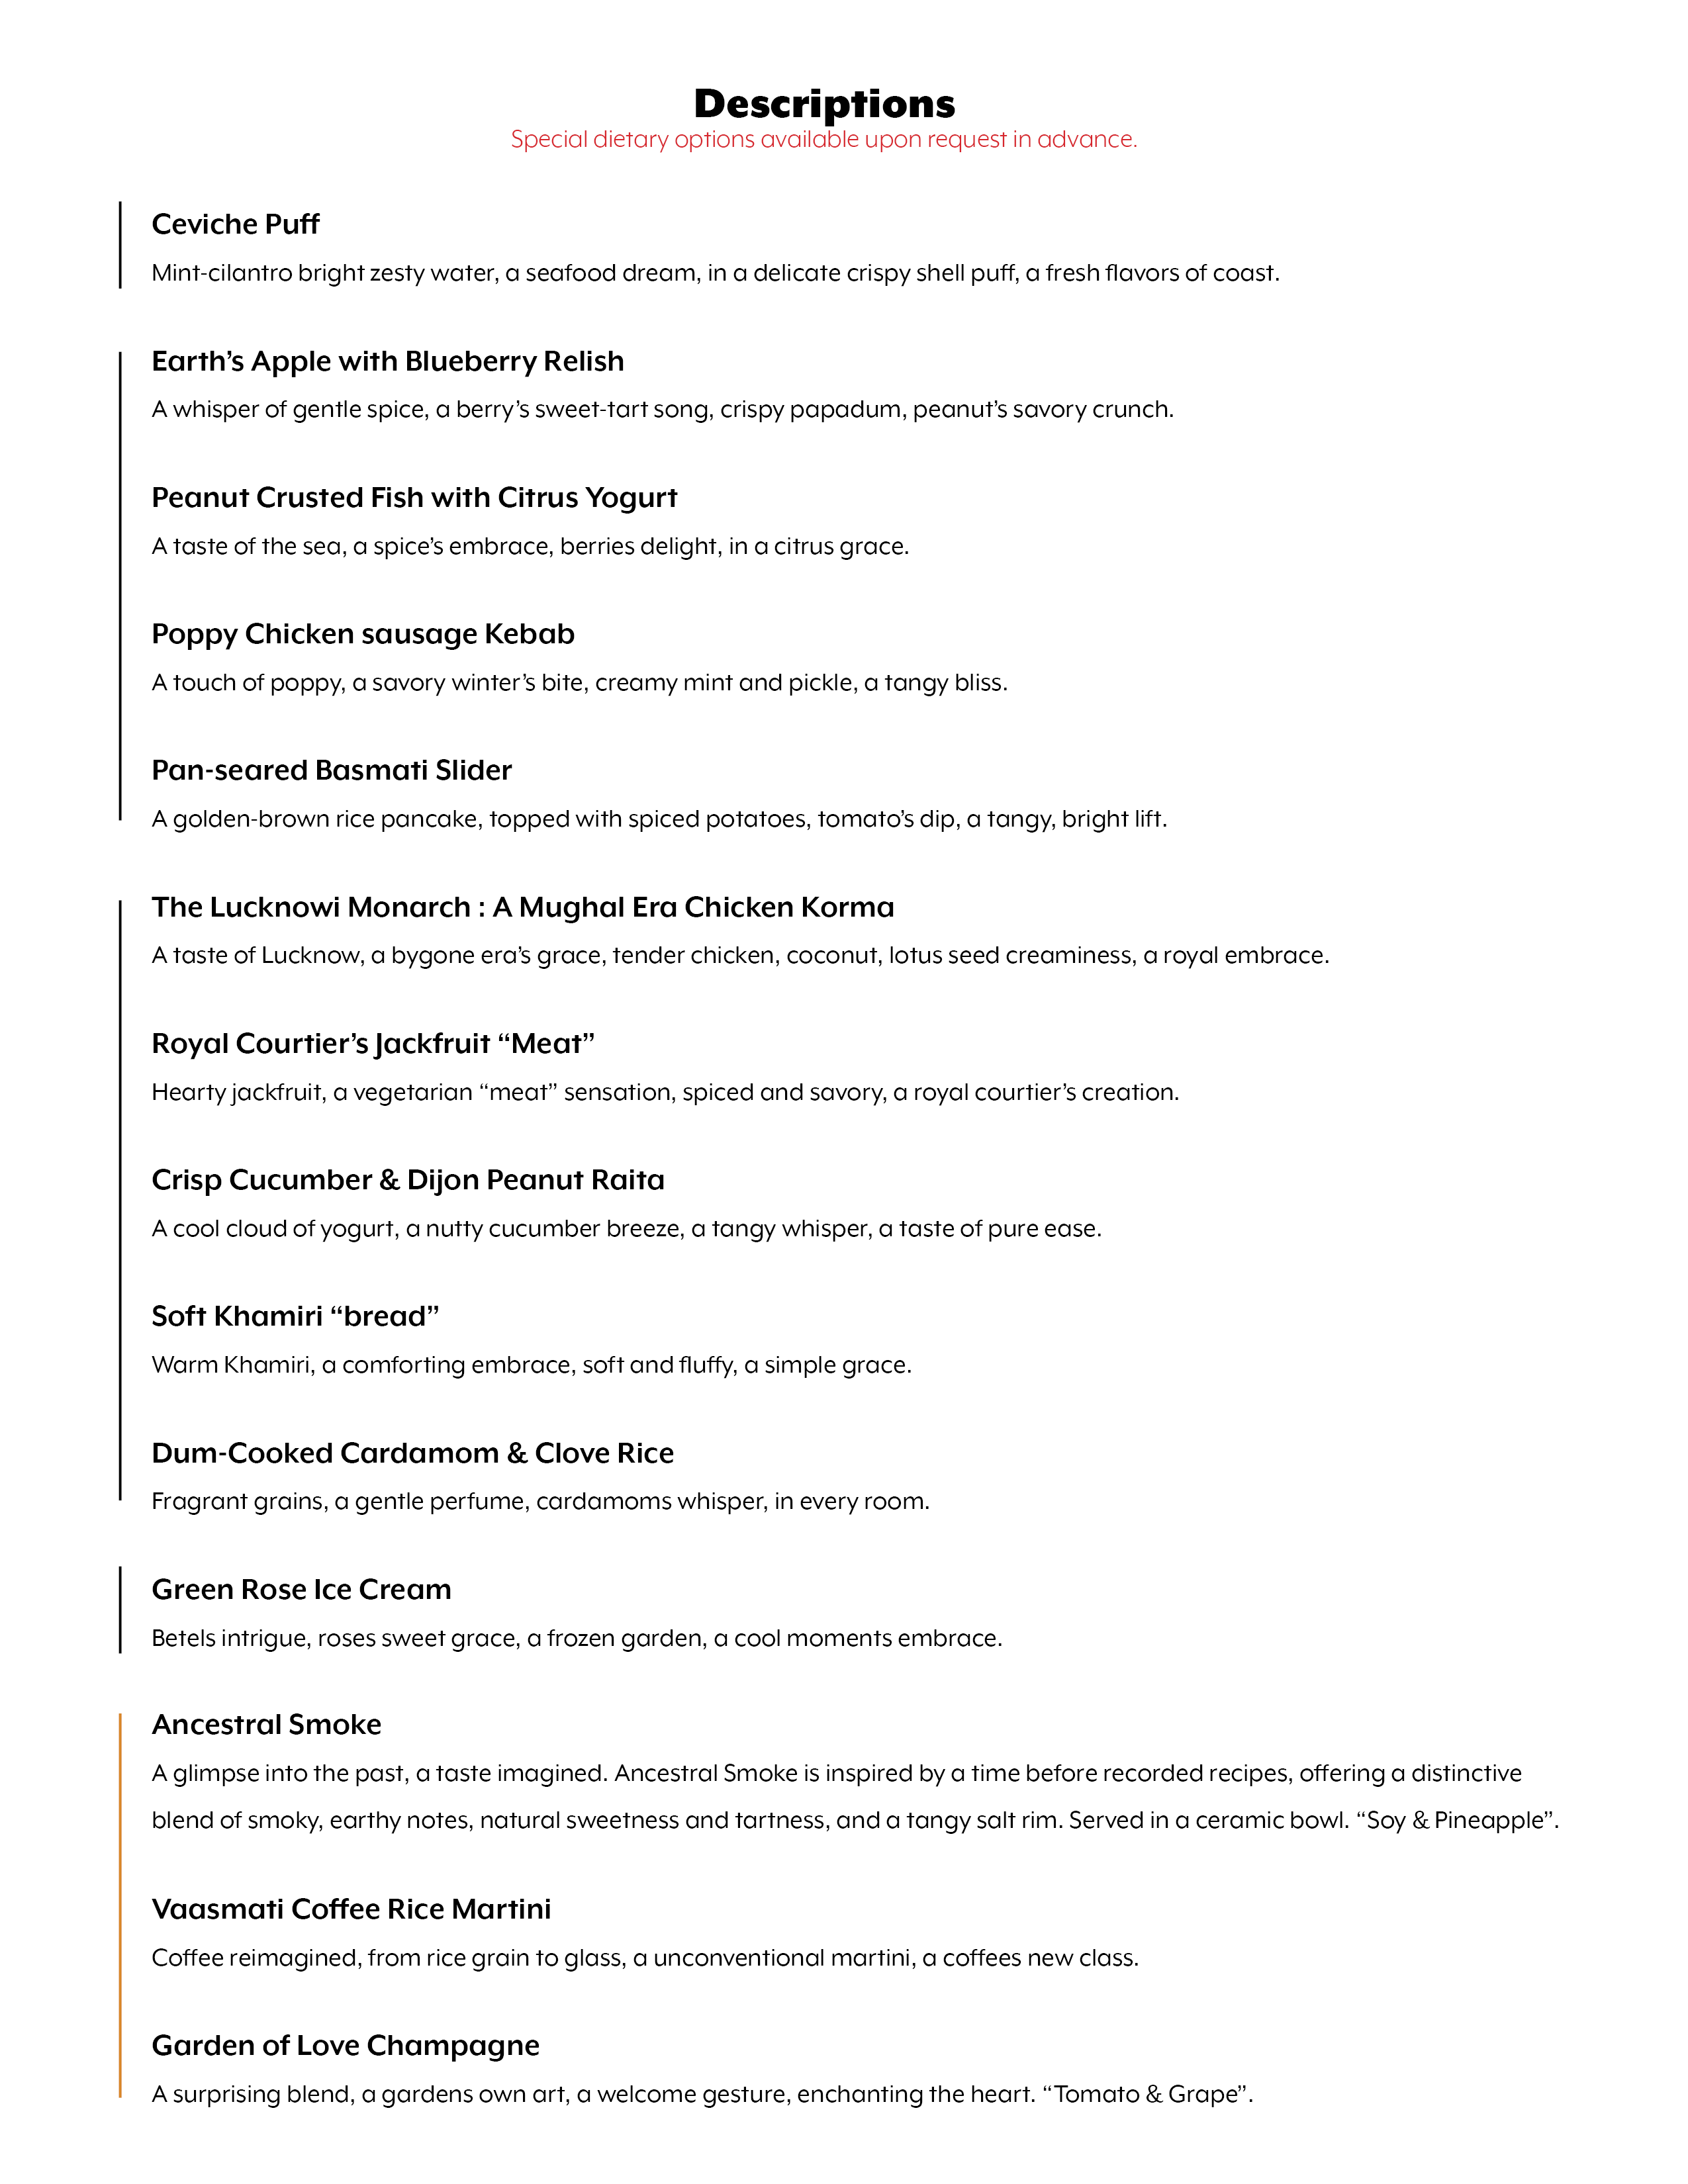 Descriptions
Special dietary options available upon request in advance.
Ceviche Puff
Mint-cilantro bright zesty water, a seafood dream, in a delicate crispy shell puff, a fresh flavors of coast.
Earth’s Apple with Blueberry Relish
A whisper of gentle spice, a berry’s sweet-tart song, crispy papadum, peanut’s savory crunch.
Peanut Crusted Fish with Citrus Yogurt
A taste of the sea, a spice’s embrace, berries delight, in a citrus grace.
Poppy Chicken sausage Kebab
A touch of poppy, a savory winter’s bite, creamy mint and pickle, a tangy bliss.
Pan-seared Basmati Slider
A golden-brown rice pancake, topped with spiced potatoes, tomato’s dip, a tangy, bright lift.
The Lucknowi Monarch : A Mughal Era Chicken Korma
A taste of Lucknow, a bygone era’s grace, tender chicken, coconut, lotus seed creaminess, a royal embrace.
Royal Courtier’s Jackfruit “Meat”
Hearty jackfruit, a vegetarian “meat” sensation, spiced and savory, a royal courtier’s creation.
Crisp Cucumber & Dijon Peanut Raita
A cool cloud of yogurt, a nutty cucumber breeze, a tangy whisper, a taste of pure ease.
Soft Khamiri “bread”
Warm Khamiri, a comforting embrace, soft and fluffy, a simple grace.
Dum-Cooked Cardamom & Clove Rice
Fragrant grains, a gentle perfume, cardamoms whisper, in every room.
Green Rose Ice Cream
Betels intrigue, roses sweet grace, a frozen garden, a cool moments embrace.
Ancestral Smoke
A glimpse into the past, a taste imagined. Ancestral Smoke is inspired by a time before recorded recipes, offering a distinctive
blend of smoky, earthy notes, natural sweetness and tartness, and a tangy salt rim. Served in a ceramic bowl. “Soy & Pineapple”.
Vaasmati Coffee Rice Martini
Coffee reimagined, from rice grain to glass, a unconventional martini, a coffees new class.
Garden of Love Champagne
A surprising blend, a gardens own art, a welcome gesture, enchanting the heart. “Tomato & Grape”.